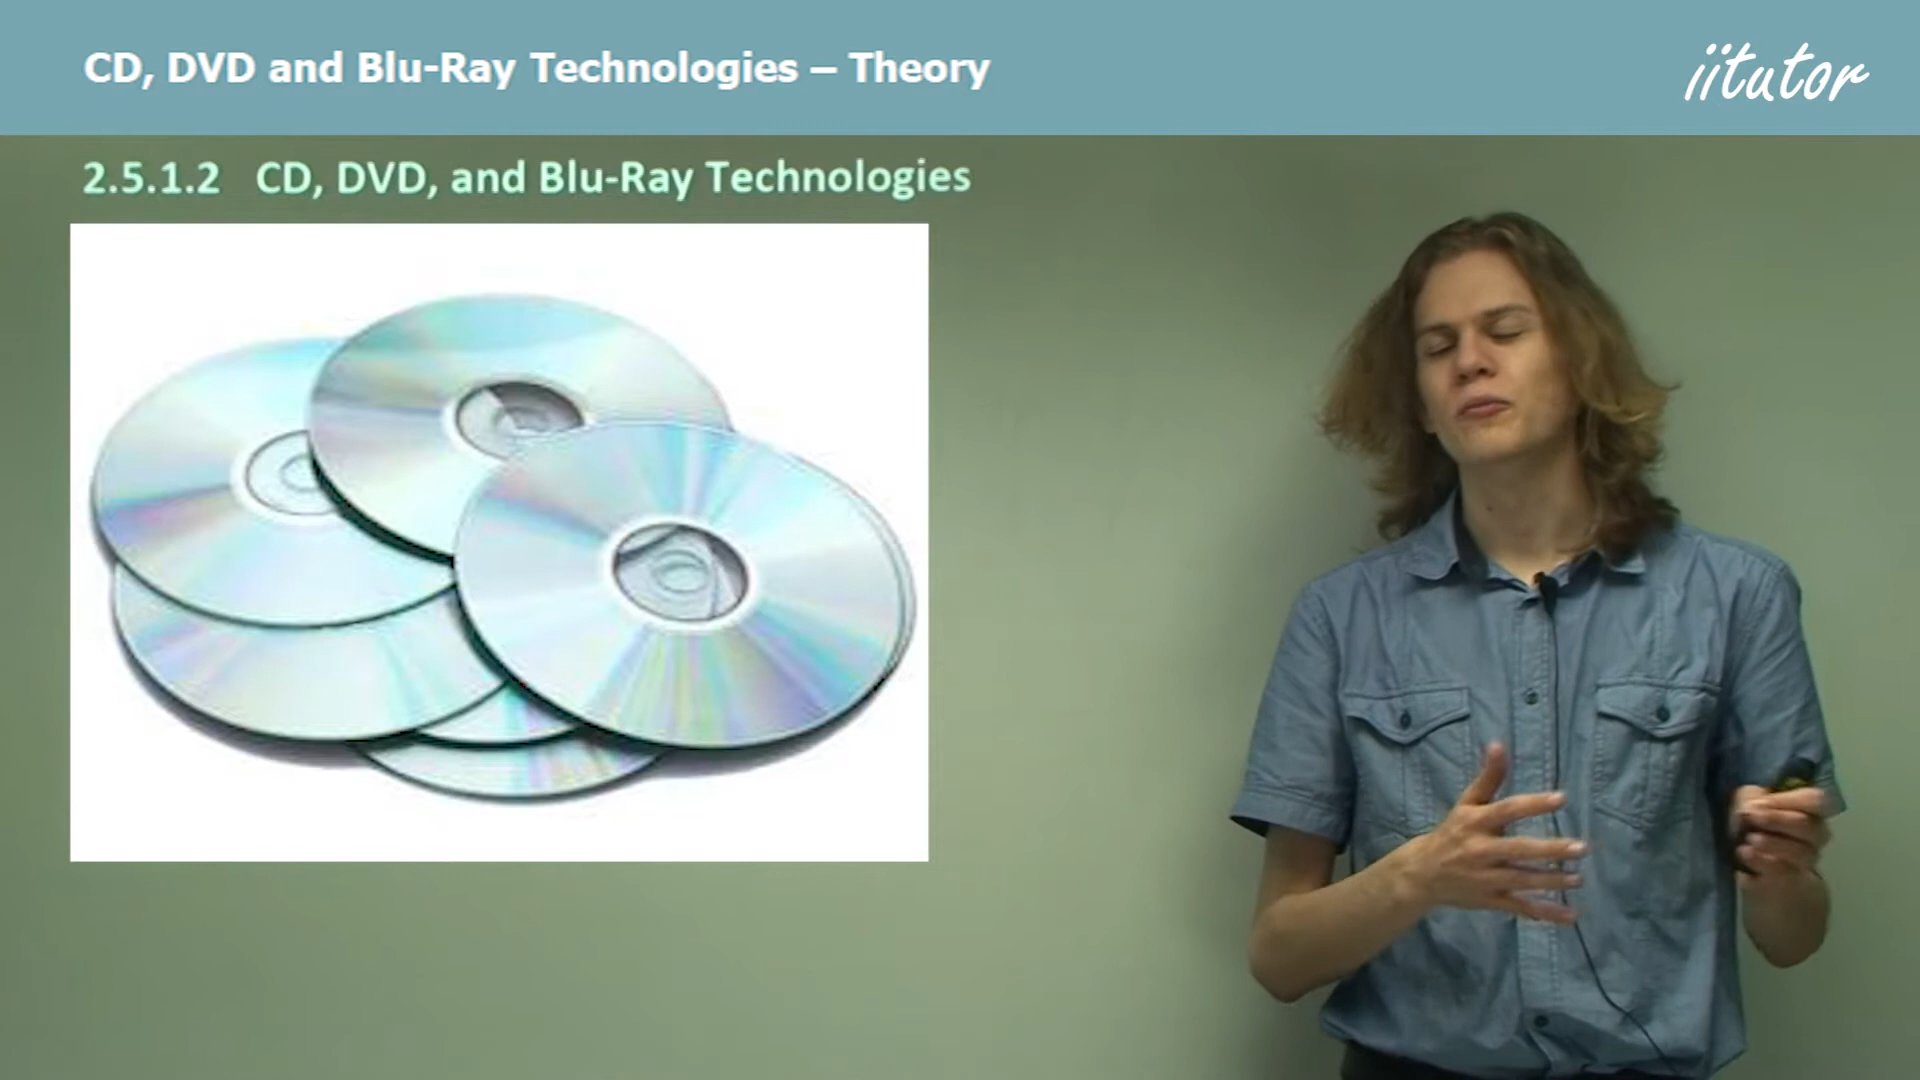 CD, DVD and Blu-Ray Technologies – Theory
iitutor
2.5.1.2 CD, DVD, and Blu-Ray Technologies